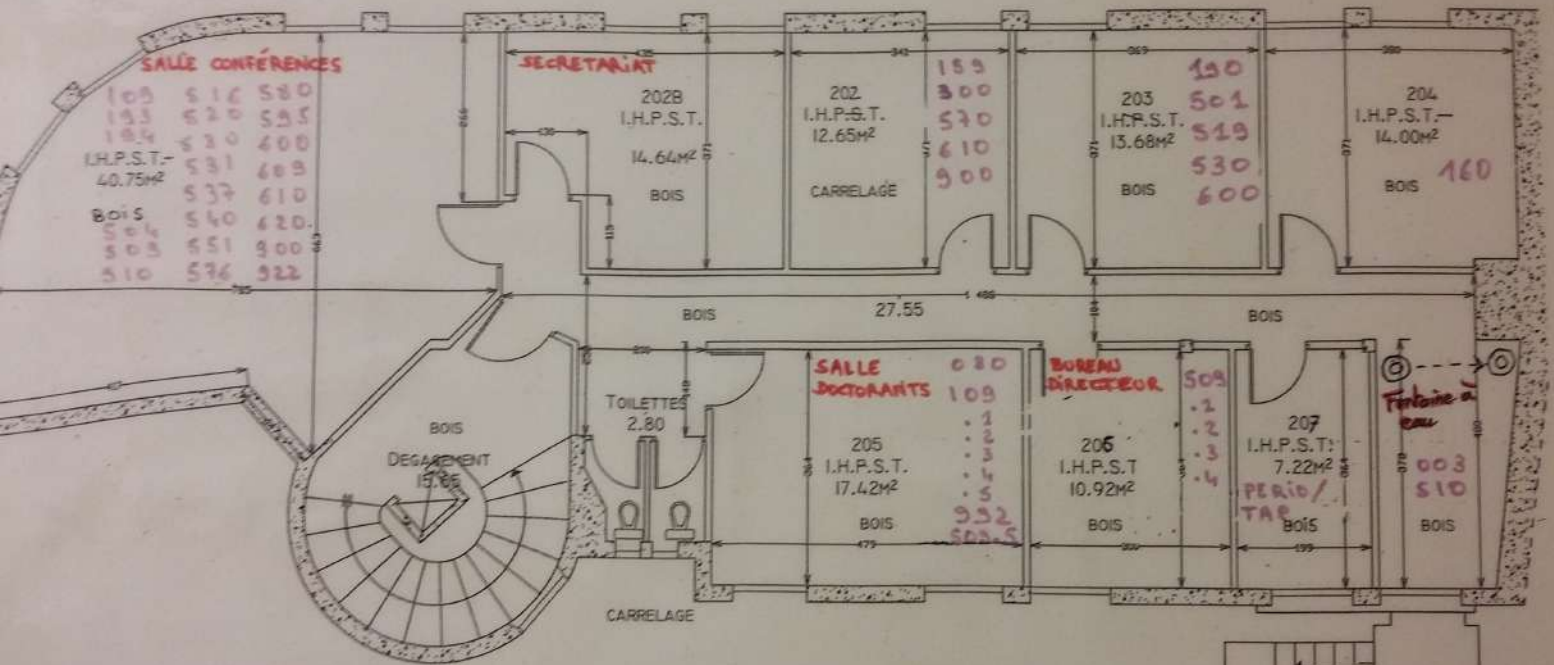 SALLE CONFÉRENCES
109 516 580
193 520 595
194 530 600
I.H.P.S.T.-
531 609
40.75M²
537 610
BOIS
540 620.
504
509 551 900
510 576 922
SECRETARIAT
202B
I.H.P.S.T.
14.64M²
BOIS
202
I.H.P.S.T.
12.65M²
CARRELAGE
159
300
570
610
900
203
I.H.P.S.T.
13.68M²
BOIS
190
501
519
530
600
204
I.H.P.S.T.-
14.00M²
BOIS
160
BOIS
27.55
BOIS
BOIS
DEGAGEMENT
TOILETTES
2.80
CARRELAGE
SALLE
DOCTORANTS
080
109
.1
.2
.3
.4
.5
992
509.5
205
I.H.P.S.T.
17.42M²
BOIS
479
BUREAU
DIRECTEUR
509
.1
.2
.3
.4
206
I.H.P.S.T
10.92M²
BOIS
300
207
I.H.P.S.T.
7.22M²
PERIO/
TAP
BOIS
199
Fontaine à
eau
003
510
BOIS